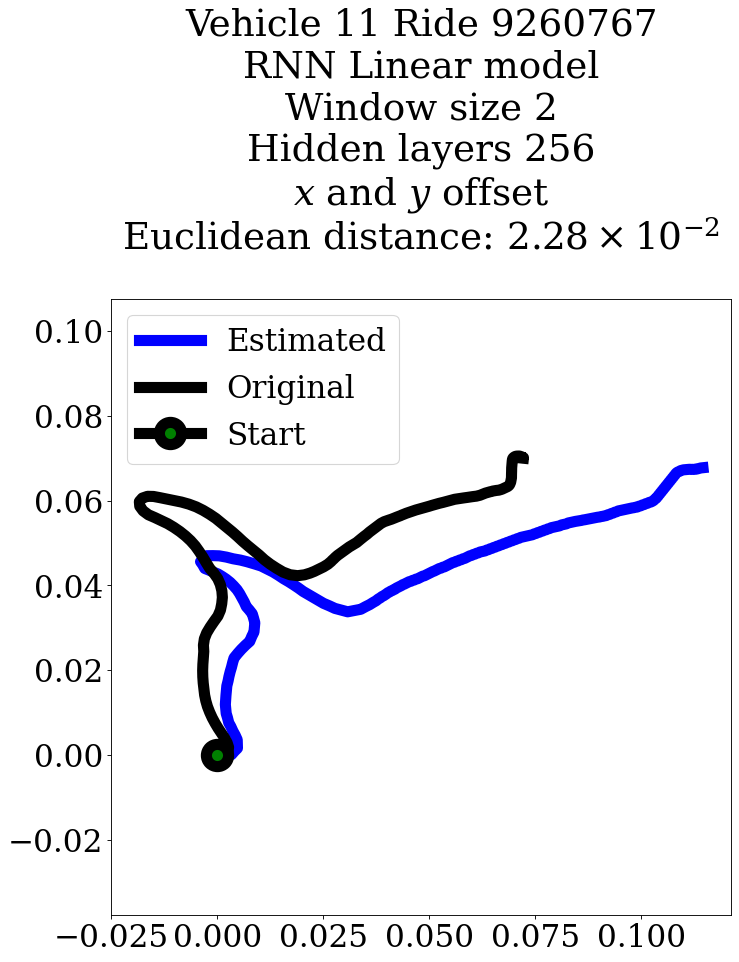 Vehicle 11 Ride 9260767
RNN Linear model
Window size 2
Hidden layers 256
x and y offset
Euclidean distance: 2.28 × 10⁻²
Estimated
Original
Start
0.10
0.08
0.06
0.04
0.02
0.00
−0.02
−0.025 0.000 0.025 0.050 0.075 0.100